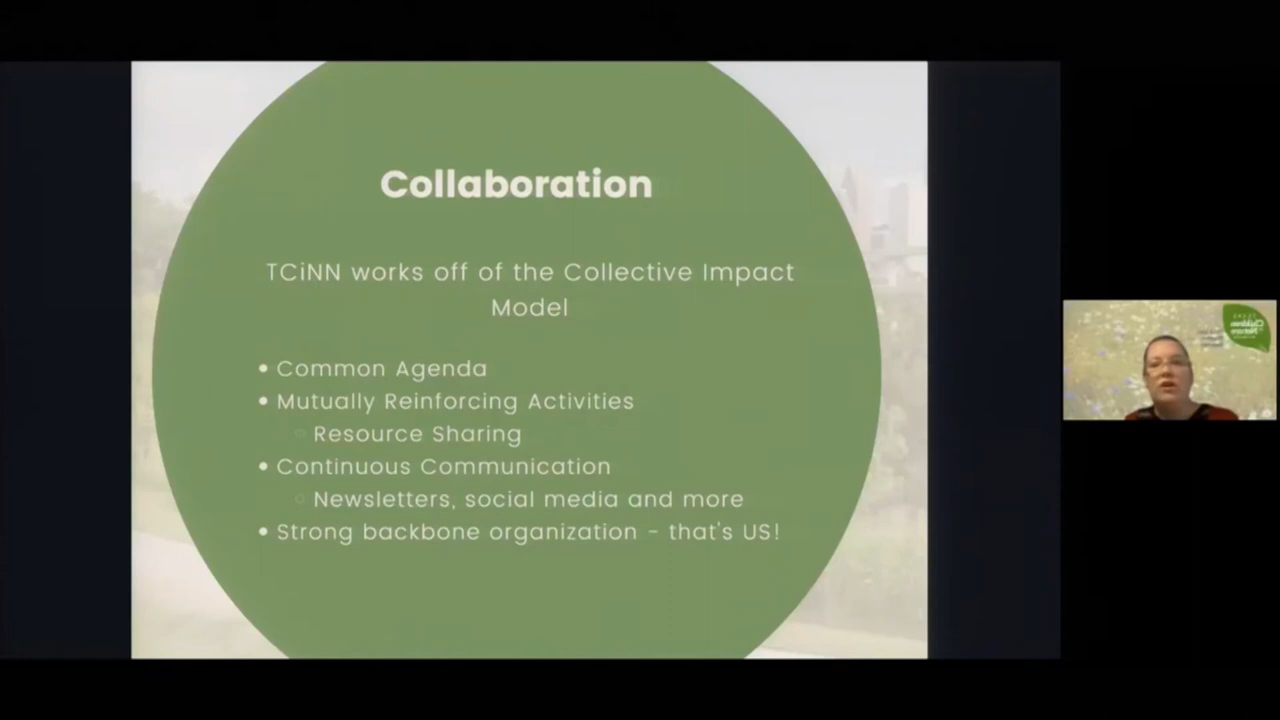 Collaboration
TCiNN works off of the Collective Impact
Model
Common Agenda
Mutually Reinforcing Activities
Resource Sharing
Continuous Communication
Newsletters, social media and more
Strong backbone organization - that's US!